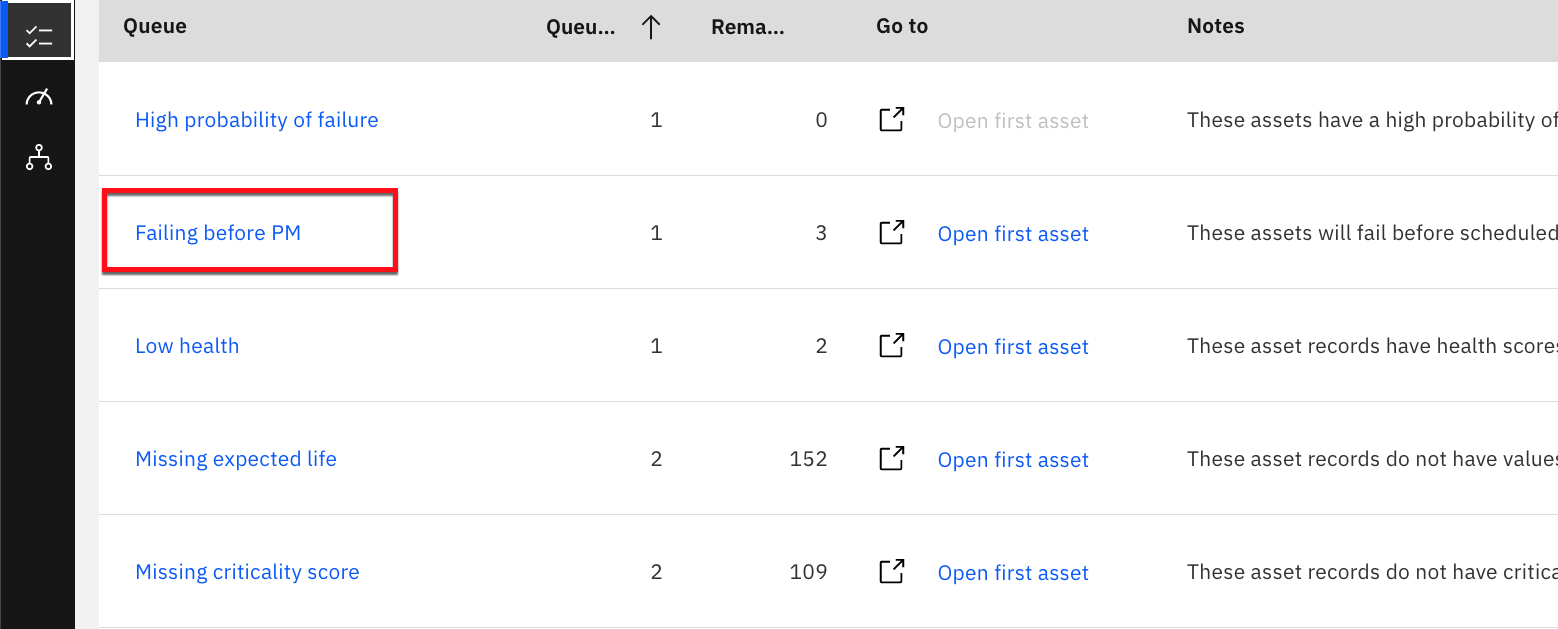 Queue Queu... Rema... Go to Notes
High probability of failure 1 0 Open first asset These assets have a high probability of
Failing before PM 1 3 Open first asset These assets will fail before scheduled
Low health 1 2 Open first asset These asset records have health scores
Missing expected life 2 152 Open first asset These asset records do not have values
Missing criticality score 2 109 Open first asset These asset records do not have critica